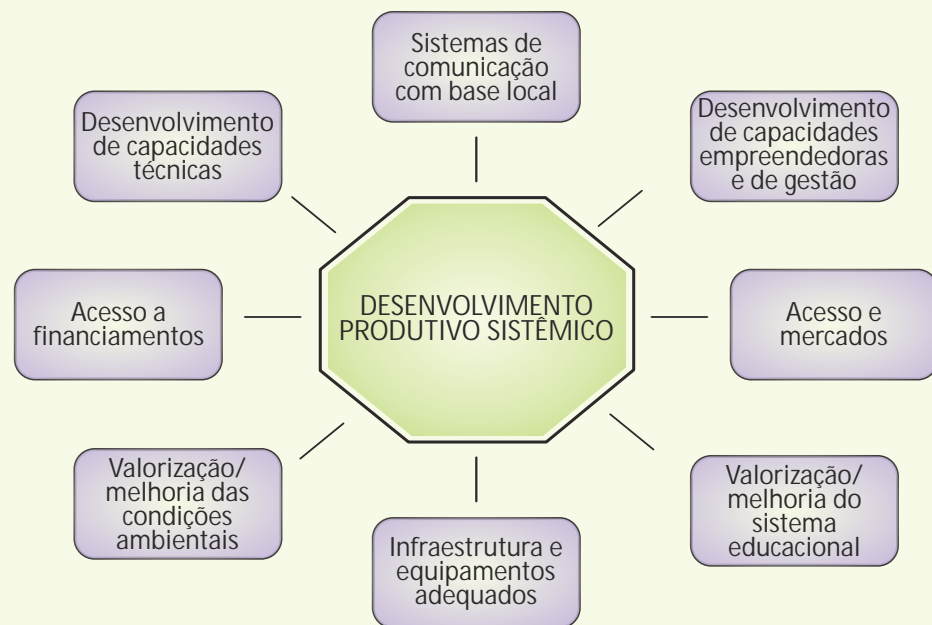 Sistemas de
comunicação
com base local
Desenvolvimento
de capacidades
técnicas
Desenvolvimento
de capacidades
empreendedoras
e de gestão
Acesso a
financiamentos
DESENVOLVIMENTO
PRODUTIVO SISTÊMICO
Acesso e
mercados
Valorização/
melhoria das
condições
ambientais
Infraestrutura e
equipamentos
adequados
Valorização/
melhoria do
sistema
educacional